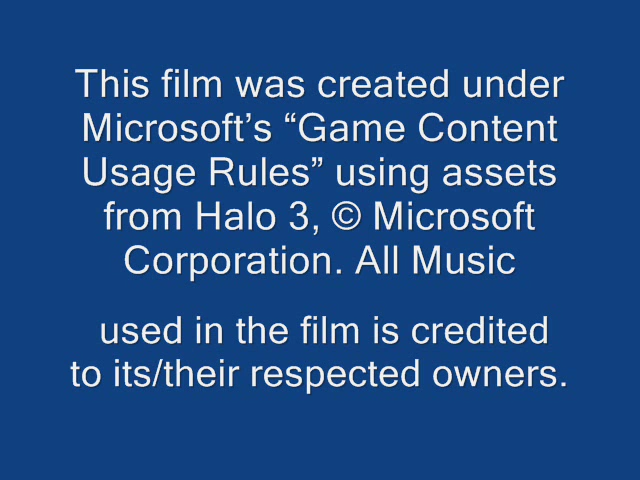 This film was created under
Microsoft’s “Game Content
Usage Rules” using assets
from Halo 3, © Microsoft
Corporation. All Music
used in the film is credited
to its/their respected owners.